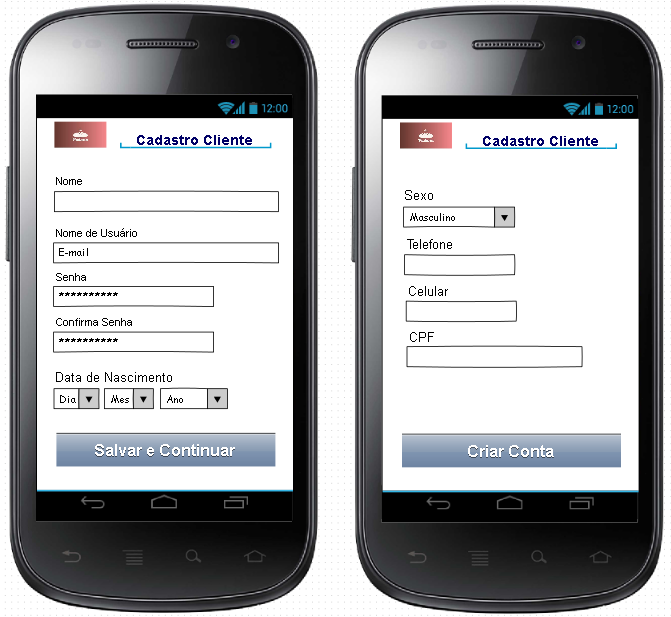 12:00
Cadastro Cliente
Nome
Nome de Usuário
E-mail
Senha
**********
Confirma Senha
**********
Data de Nascimento
Dia Mes Ano
Salvar e Continuar
12:00
Cadastro Cliente
Sexo
Masculino
Telefone
Celular
CPF
Criar Conta